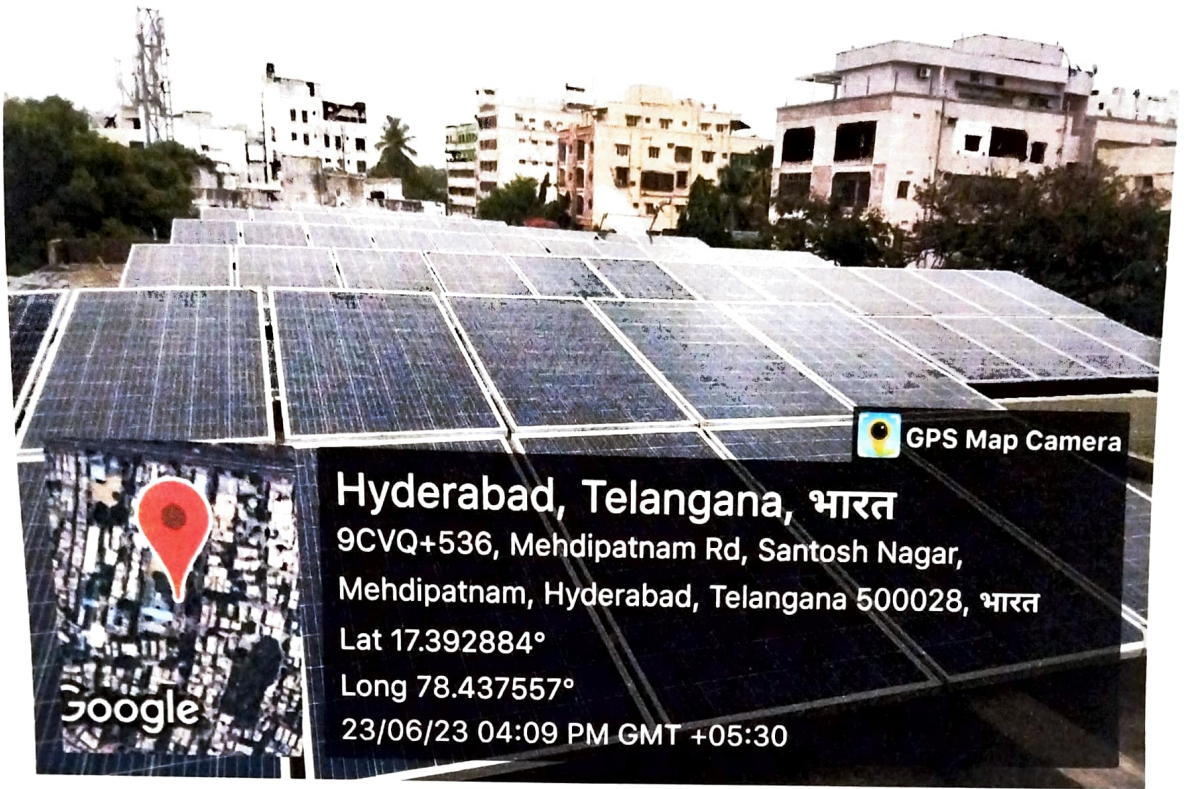 GPS Map Camera
Hyderabad, Telangana, भारत
9CVQ+536, Mehdipatnam Rd, Santosh Nagar,
Mehdipatnam, Hyderabad, Telangana 500028, भारत
Lat 17.392884°
Long 78.437557°
23/06/23 04:09 PM GMT +05:30
Google